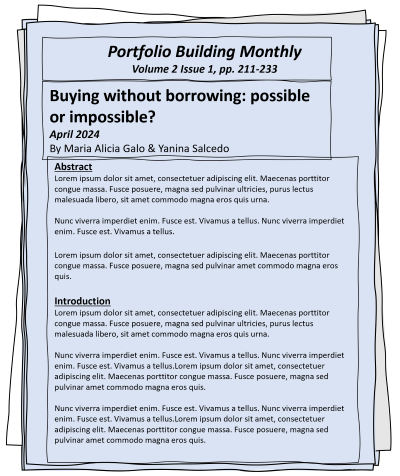 Portfolio Building Monthly
Volume 2 Issue 1, pp. 211-233
Buying without borrowing: possible
or impossible?
April 2024
By Maria Alicia Galo & Yanina Salcedo
Abstract
Lorem ipsum dolor sit amet, consectetuer adipiscing elit. Maecenas porttitor
congue massa. Fusce posuere, magna sed pulvinar ultricies, purus lectus
malesuada libero, sit amet commodo magna eros quis urna.
Nunc viverra imperdiet enim. Fusce est. Vivamus a tellus. Nunc viverra imperdiet
enim. Fusce est. Vivamus a tellus.
Lorem ipsum dolor sit amet, consectetuer adipiscing elit. Maecenas porttitor
congue massa. Fusce posuere, magna sed pulvinar amet commodo magna eros
quis.
Introduction
Lorem ipsum dolor sit amet, consectetuer adipiscing elit. Maecenas porttitor
congue massa. Fusce posuere, magna sed pulvinar ultricies, purus lectus
malesuada libero, sit amet commodo magna eros quis urna.
Nunc viverra imperdiet enim. Fusce est. Vivamus a tellus. Nunc viverra imperdiet
enim. Fusce est. Vivamus a tellus.Lorem ipsum dolor sit amet, consectetuer
adipiscing elit. Maecenas porttitor congue massa. Fusce posuere, magna sed
pulvinar amet commodo magna eros quis.
Nunc viverra imperdiet enim. Fusce est. Vivamus a tellus. Nunc viverra imperdiet
enim. Fusce est. Vivamus a tellus.Lorem ipsum dolor sit amet, consectetuer
adipiscing elit. Maecenas porttitor congue massa. Fusce posuere, magna sed
pulvinar amet commodo magna eros quis.